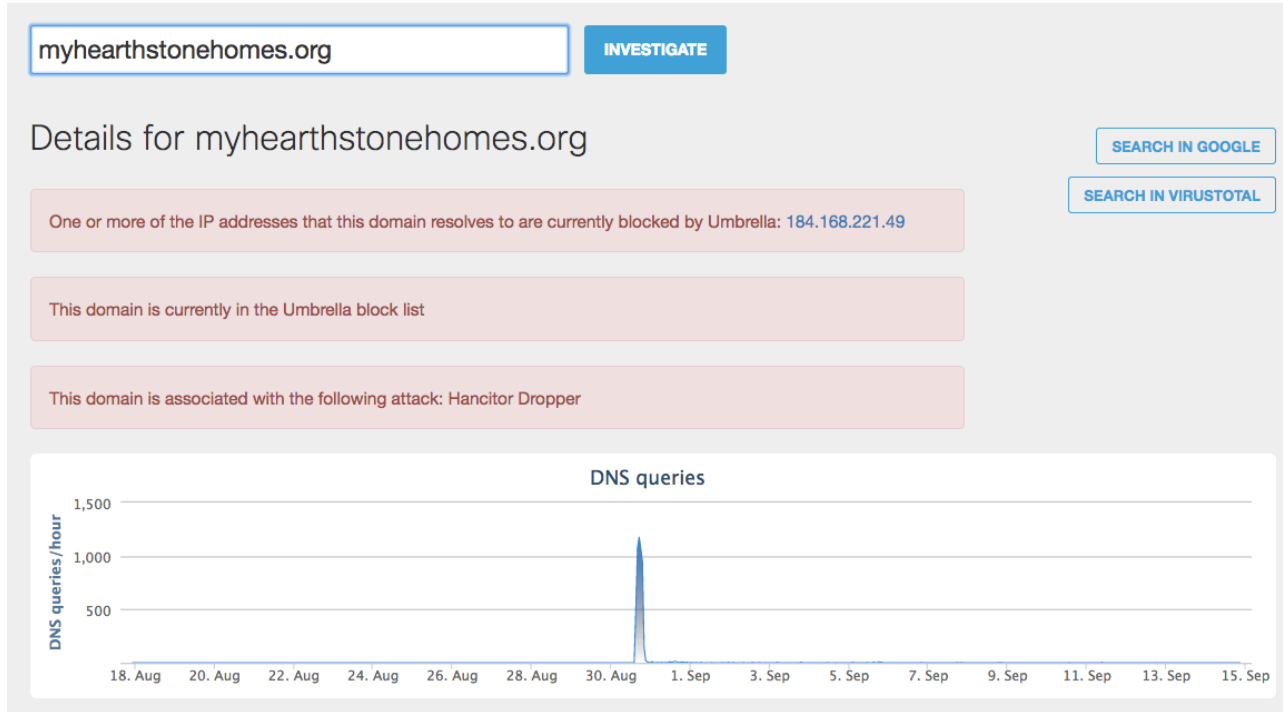 myhearthstonehomes.org
INVESTIGATE
Details for myhearthstonehomes.org
SEARCH IN GOOGLE
SEARCH IN VIRUSTOTAL
One or more of the IP addresses that this domain resolves to are currently blocked by Umbrella: 184.168.221.49
This domain is currently in the Umbrella block list
This domain is associated with the following attack: Hancitor Dropper
DNS queries
DNS queries/hour
1,500
1,000
500
18. Aug 20. Aug 22. Aug 24. Aug 26. Aug 28. Aug 30. Aug 1. Sep 3. Sep 5. Sep 7. Sep 9. Sep 11. Sep 13. Sep 15. Sep